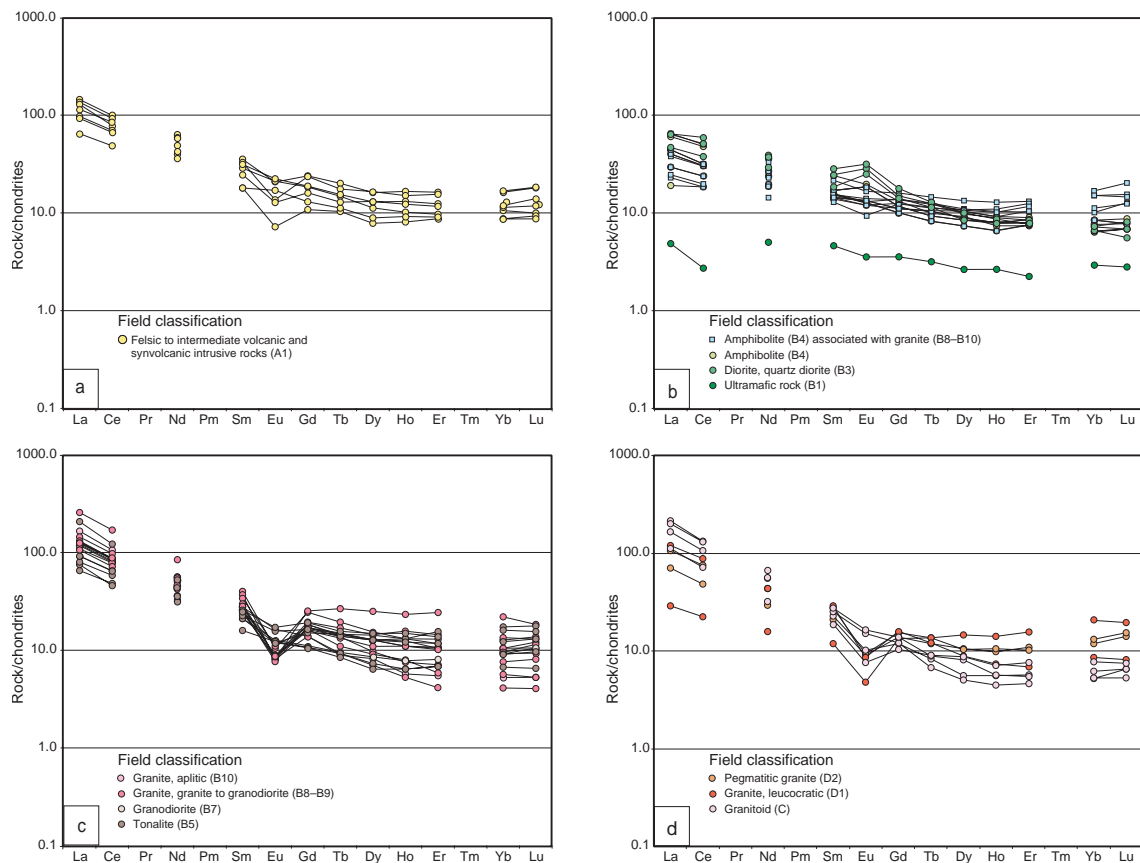 1000.0
100.0
10.0
1.0
0.1
Rock/chondrites
Field classification
Felsic to intermediate volcanic and
synvolcanic intrusive rocks (A1)
a
La Ce Pr Nd Pm Sm Eu Gd Tb Dy Ho Er Tm Yb Lu
1000.0
100.0
10.0
1.0
0.1
Rock/chondrites
Field classification
Amphibolite (B4) associated with granite (B8–B10)
Amphibolite (B4)
Diorite, quartz diorite (B3)
Ultramafic rock (B1)
b
La Ce Pr Nd Pm Sm Eu Gd Tb Dy Ho Er Tm Yb Lu
1000.0
100.0
10.0
1.0
0.1
Rock/chondrites
Field classification
Granite, aplitic (B10)
Granite, granite to granodiorite (B8–B9)
Granodiorite (B7)
Tonalite (B5)
c
La Ce Pr Nd Pm Sm Eu Gd Tb Dy Ho Er Tm Yb Lu
1000.0
100.0
10.0
1.0
0.1
Rock/chondrites
Field classification
Pegmatitic granite (D2)
Granite, leucocratic (D1)
Granitoid (C)
d
La Ce Pr Nd Pm Sm Eu Gd Tb Dy Ho Er Tm Yb Lu